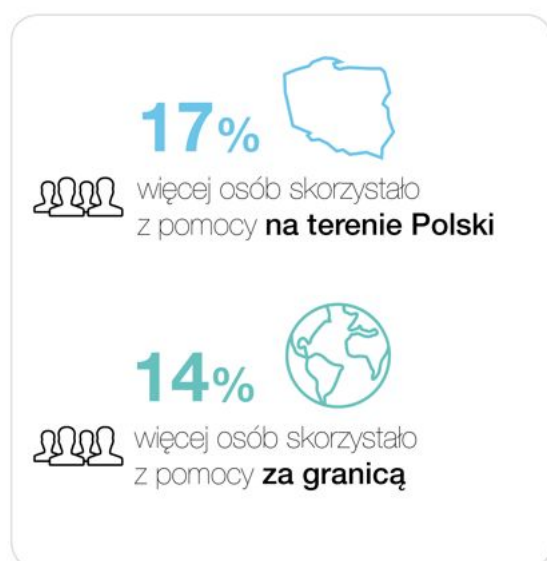 17%
więcej osób skorzystało
z pomocy na terenie Polski
14%
więcej osób skorzystało
z pomocy za granicą